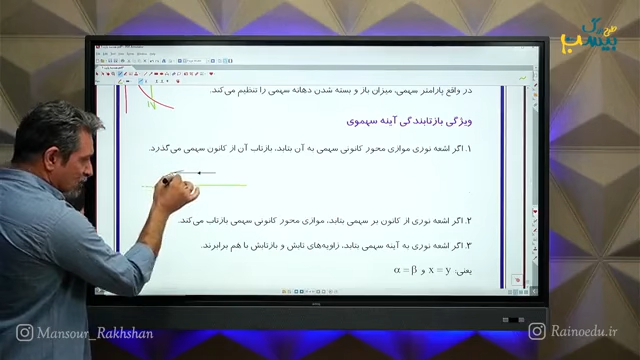 در واقع پارامتر سهمی، میزان باز و بسته شدن دهانه سهمی را تنظیم می‌کند.
ویژگی بازتابندگی آینه سهموی
۱. اگر اشعه نوری موازی محور کانونی سهمی به آن بتابد، بازتاب آن از کانون سهمی می‌گذرد.
۲. اگر اشعه نوری از کانون بر سهمی بتابد، موازی محور کانونی سهمی بازتاب می‌کند.
۳. اگر اشعه نوری به آینه سهمی بتابد، زاویه‌های تابش و بازتابش با هم برابرند.
یعنی: x = y و α = β
Mansour_Rakhshan
Rainoedu.ir